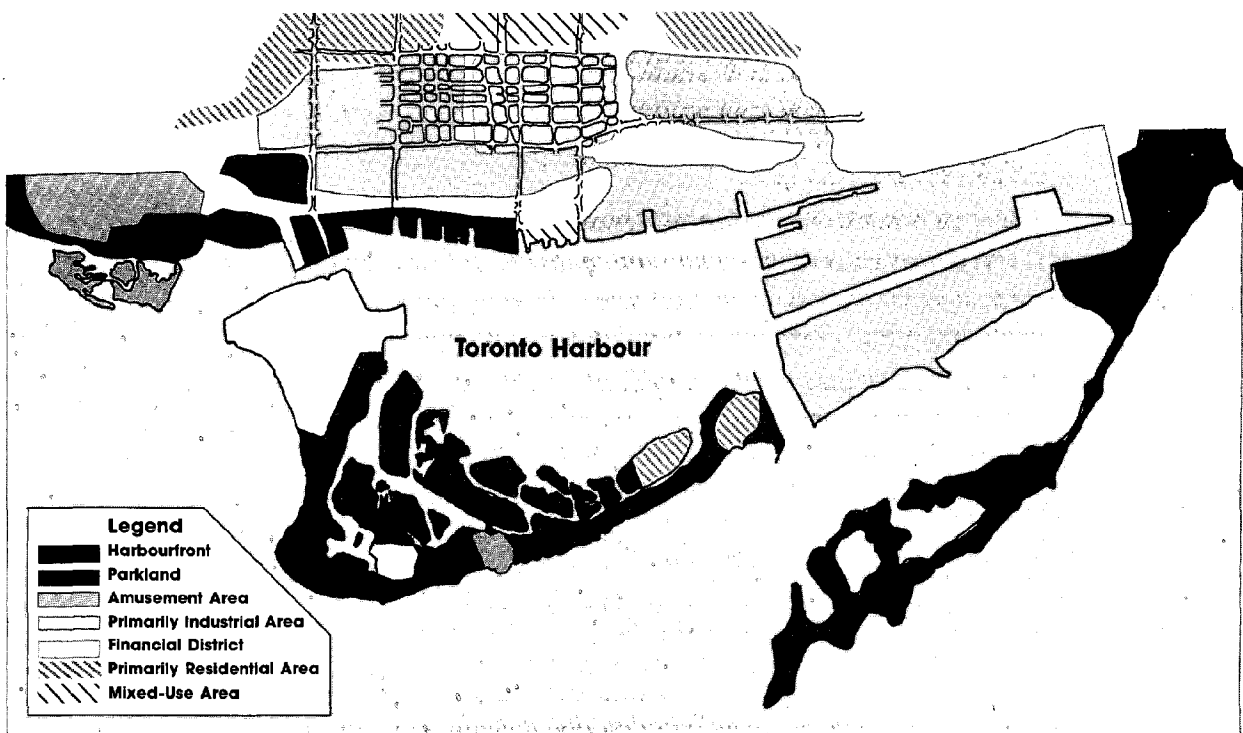 Toronto Harbour
Legend
Harbourfront
Parkland
Amusement Area
Primarily Industrial Area
Financial District
Primarily Residential Area
Mixed-Use Area